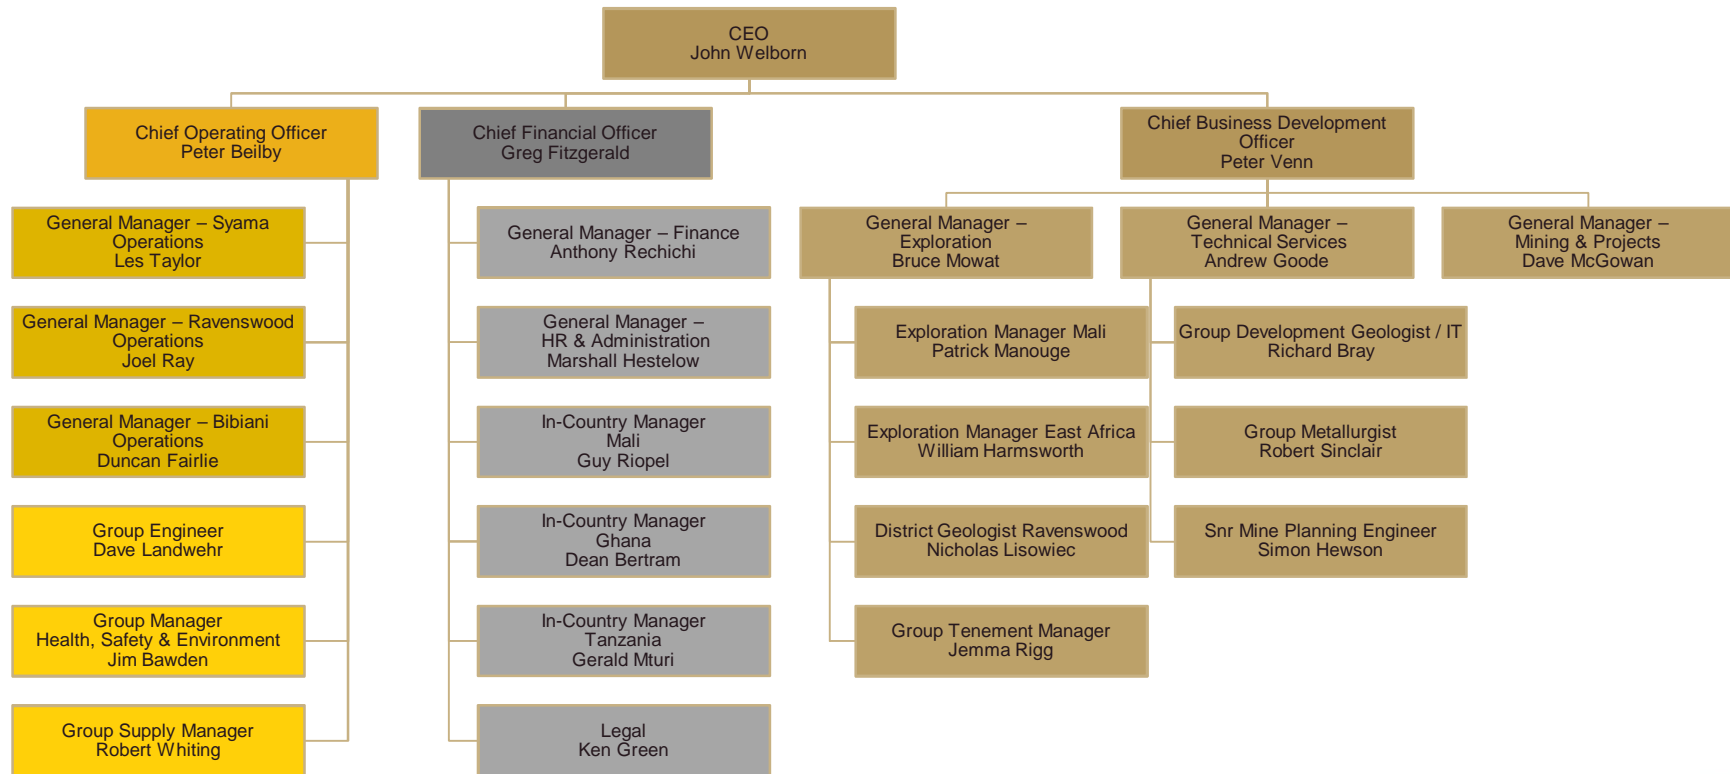 CEO
John Welborn
Chief Operating Officer
Peter Beilby
Chief Financial Officer
Greg Fitzgerald
Chief Business Development
Officer
Peter Venn
General Manager – Syama
Operations
Les Taylor
General Manager – Ravenswood
Operations
Joel Ray
General Manager – Bibiani
Operations
Duncan Fairlie
Group Engineer
Dave Landwehr
Group Manager
Health, Safety & Environment
Jim Bawden
Group Supply Manager
Robert Whiting
General Manager – Finance
Anthony Rechichi
General Manager –
HR & Administration
Marshall Hestelow
In-Country Manager
Mali
Guy Riopel
In-Country Manager
Ghana
Dean Bertram
In-Country Manager
Tanzania
Gerald Mturi
Legal
Ken Green
General Manager –
Exploration
Bruce Mowat
Exploration Manager Mali
Patrick Manouge
Exploration Manager East Africa
William Harmsworth
District Geologist Ravenswood
Nicholas Lisowiec
Group Tenement Manager
Jemma Rigg
General Manager –
Technical Services
Andrew Goode
Group Development Geologist / IT
Richard Bray
Group Metallurgist
Robert Sinclair
Snr Mine Planning Engineer
Simon Hewson
General Manager –
Mining & Projects
Dave McGowan